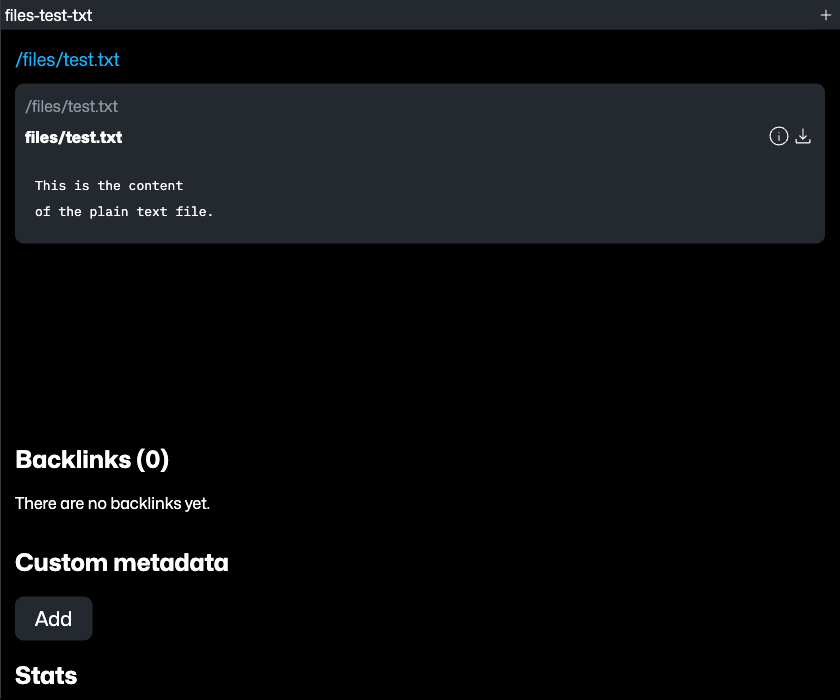 files-test-txt
/files/test.txt
/files/test.txt
files/test.txt
This is the content
of the plain text file.
Backlinks (0)
There are no backlinks yet.
Custom metadata
Add
Stats